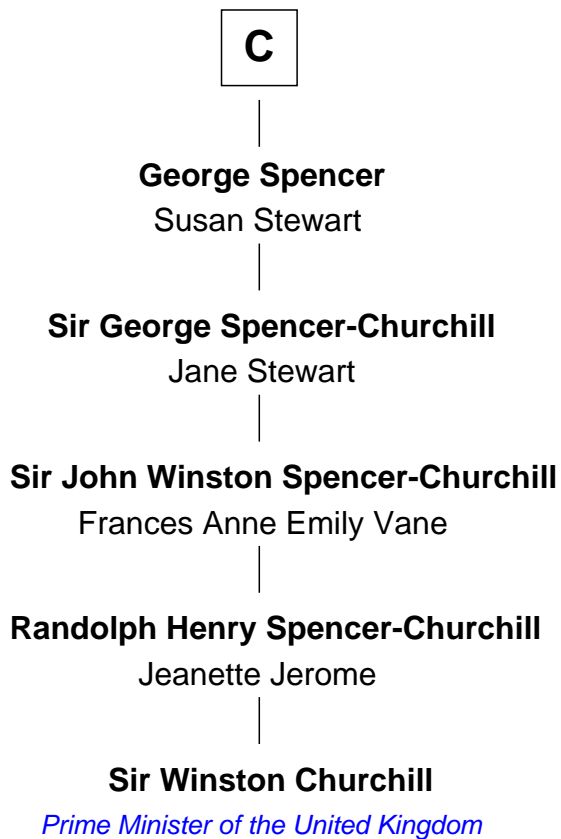 C
George Spencer
Susan Stewart
Sir George Spencer-Churchill
Jane Stewart
Sir John Winston Spencer-Churchill
Frances Anne Emily Vane
Randolph Henry Spencer-Churchill
Jeanette Jerome
Sir Winston Churchill
Prime Minister of the United Kingdom